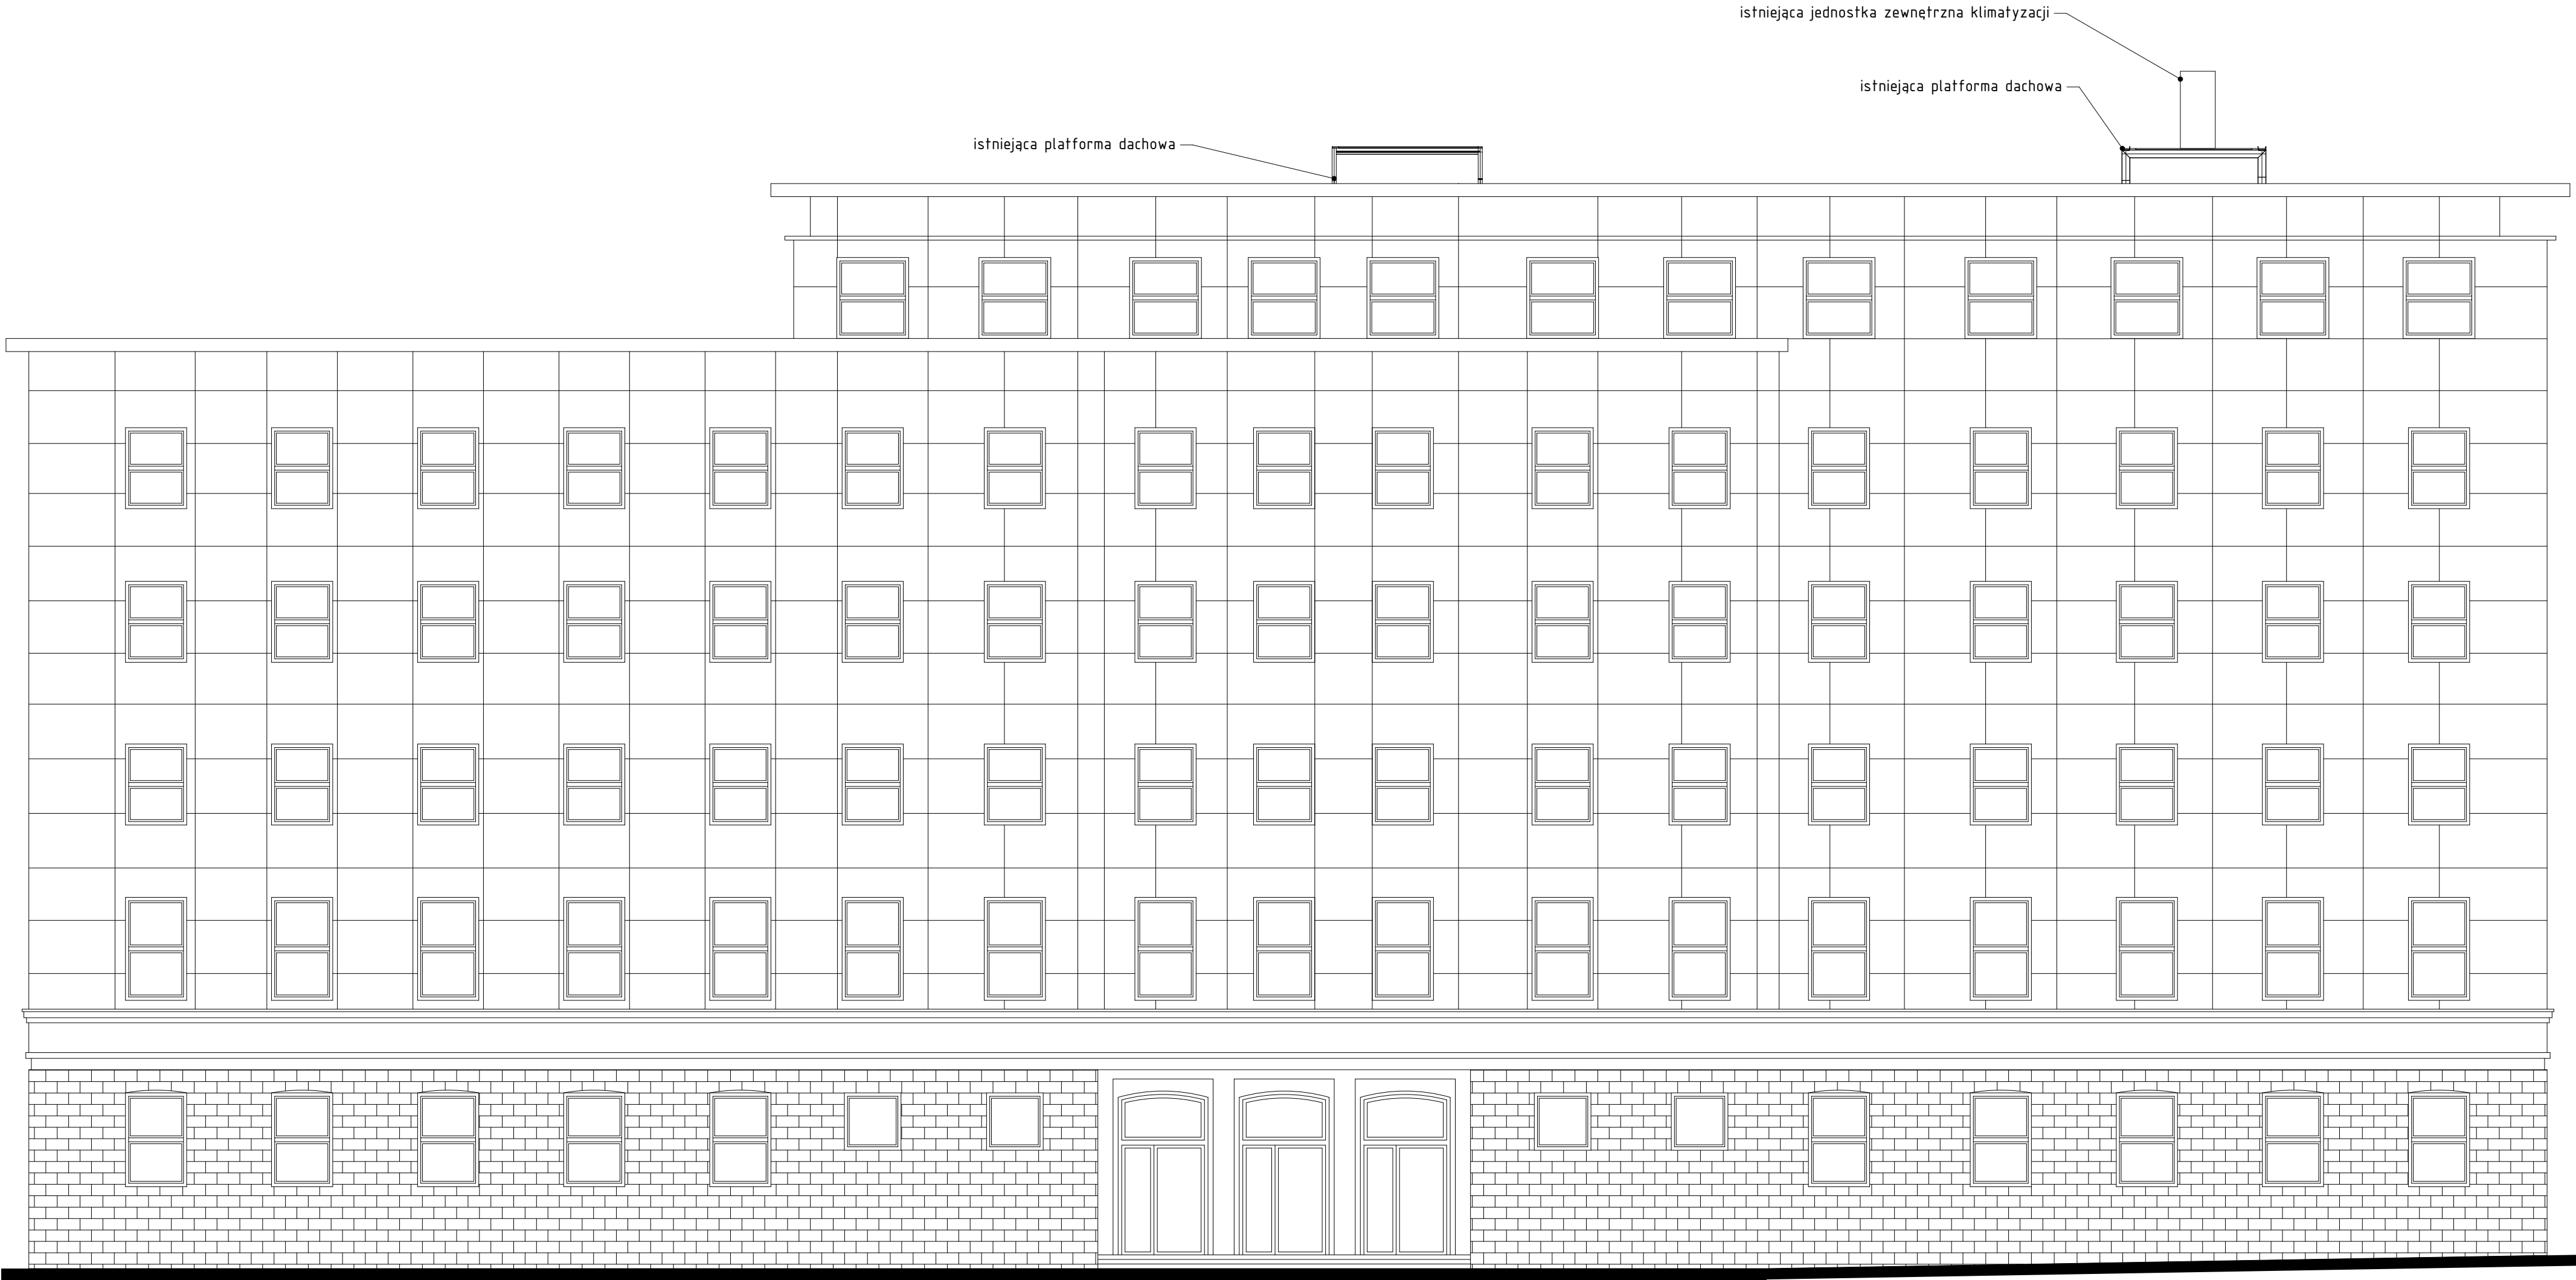 istniejąca jednostka zewnętrzna klimatyzacji
istniejąca platforma dachowa
istniejąca platforma dachowa